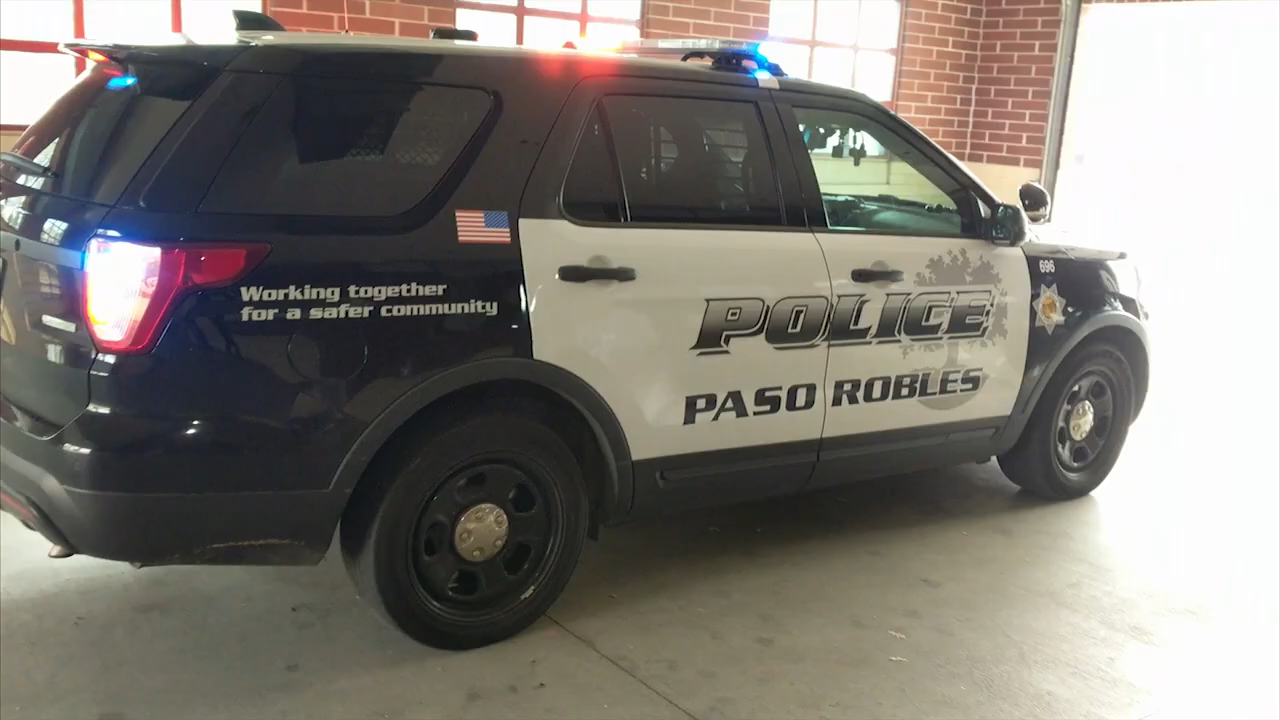 Working together
for a safer community
POLICE
PASO ROBLES
696